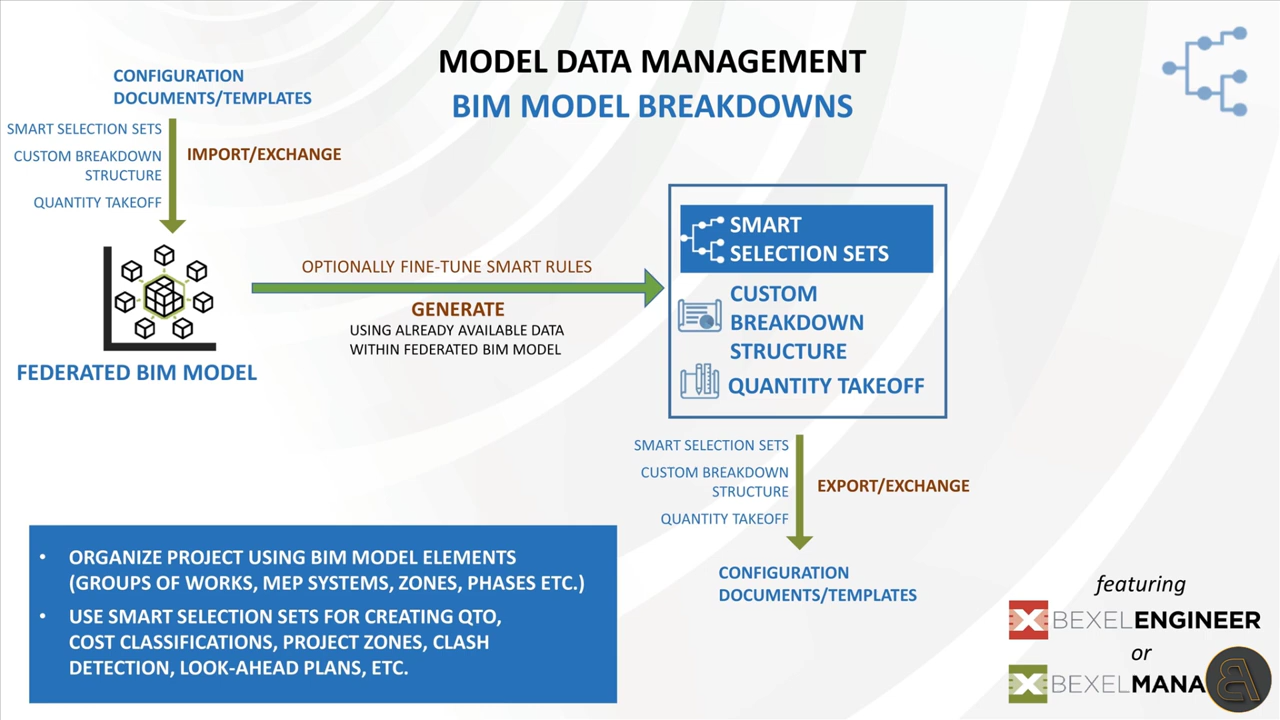 MODEL DATA MANAGEMENT
BIM MODEL BREAKDOWNS
CONFIGURATION
DOCUMENTS/TEMPLATES
SMART SELECTION SETS
CUSTOM BREAKDOWN
STRUCTURE
QUANTITY TAKEOFF
IMPORT/EXCHANGE
FEDERATED BIM MODEL
OPTIONALLY FINE-TUNE SMART RULES
GENERATE
USING ALREADY AVAILABLE DATA
WITHIN FEDERATED BIM MODEL
SMART
SELECTION SETS
CUSTOM
BREAKDOWN
STRUCTURE
QUANTITY TAKEOFF
SMART SELECTION SETS
CUSTOM BREAKDOWN
STRUCTURE
QUANTITY TAKEOFF
EXPORT/EXCHANGE
CONFIGURATION
DOCUMENTS/TEMPLATES
• ORGANIZE PROJECT USING BIM MODEL ELEMENTS
(GROUPS OF WORKS, MEP SYSTEMS, ZONES, PHASES ETC.)
• USE SMART SELECTION SETS FOR CREATING QTO,
COST CLASSIFICATIONS, PROJECT ZONES, CLASH
DETECTION, LOOK-AHEAD PLANS, ETC.
featuring
BEXELENGINEER
or
BEXELMANA